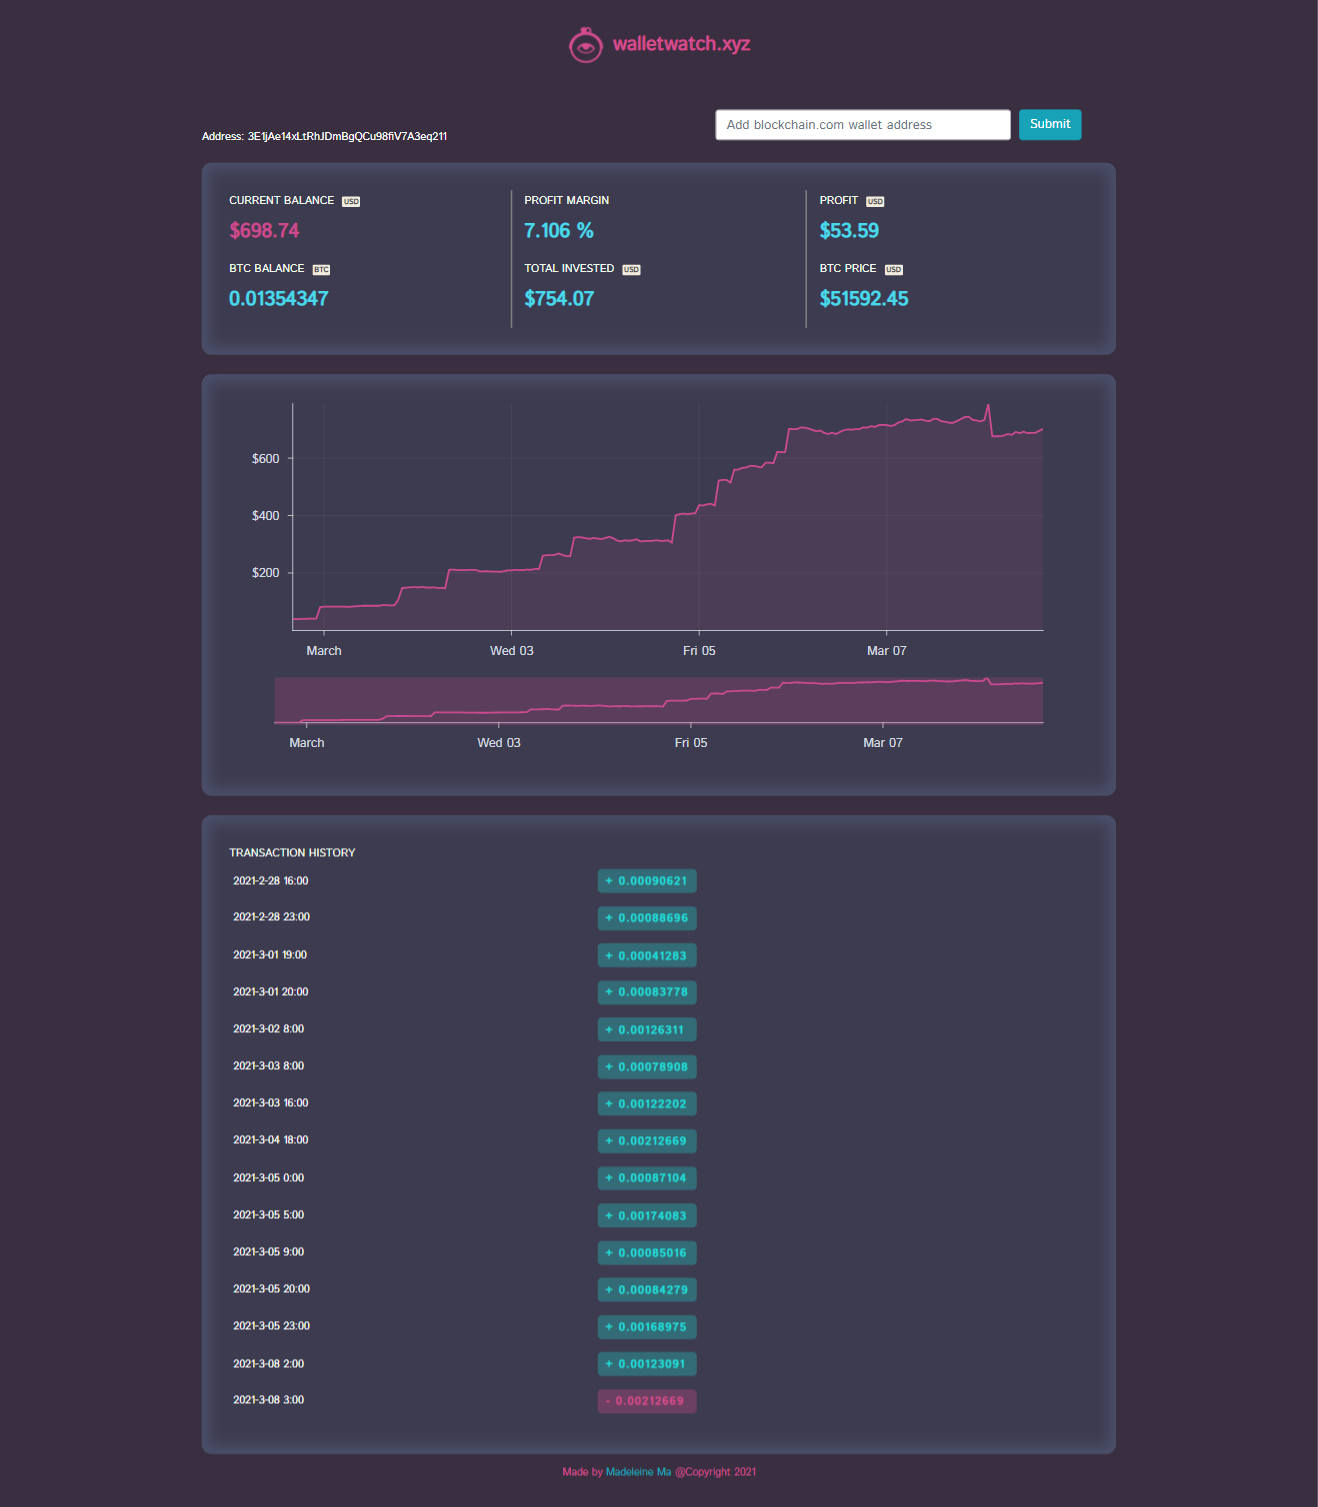 walletwatch.xyz
Address: 3E1jAe14xLtRhJDmBgQCu98fiV7A3eq211
Add blockchain.com wallet address
Submit
CURRENT BALANCE USD
$698.74
PROFIT MARGIN
7.106 %
PROFIT USD
$53.59
BTC BALANCE BTC
0.01354347
TOTAL INVESTED USD
$754.07
BTC PRICE USD
$51592.45
$600
$400
$200
March Wed 03 Fri 05 Mar 07
March Wed 03 Fri 05 Mar 07
TRANSACTION HISTORY
2021-2-28 16:00 + 0.00090621
2021-2-28 23:00 + 0.00088696
2021-3-01 19:00 + 0.00041283
2021-3-01 20:00 + 0.00083778
2021-3-02 8:00 + 0.00126311
2021-3-03 8:00 + 0.00078908
2021-3-03 16:00 + 0.00122202
2021-3-04 18:00 + 0.00212669
2021-3-05 0:00 + 0.00087104
2021-3-05 5:00 + 0.00174083
2021-3-05 9:00 + 0.00085016
2021-3-05 20:00 + 0.00084279
2021-3-05 23:00 + 0.00168975
2021-3-08 2:00 + 0.00123091
2021-3-08 3:00 - 0.00212669
Made by Madeleine Ma @Copyright 2021